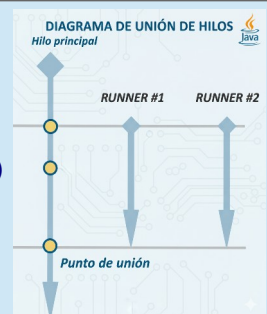 DIAGRAMA DE UNIÓN DE HILOS
Java
Hilo principal
RUNNER #1 RUNNER #2
Punto de unión